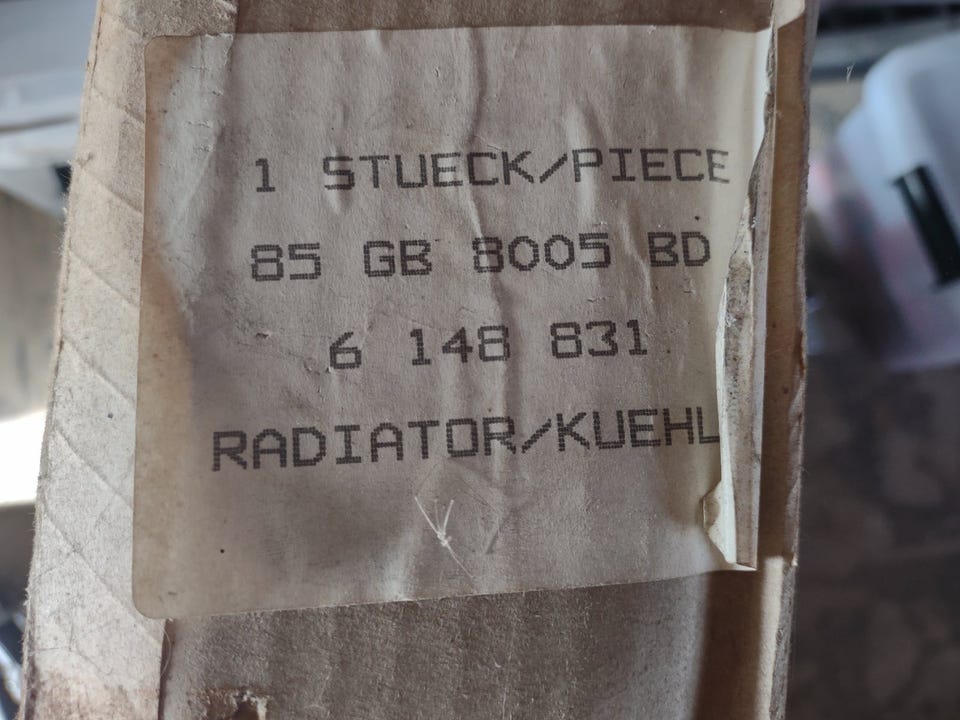 1 STUECK/PIECE
85 GB 8005 BD
6 148 831
RADIATOR/KUEHL